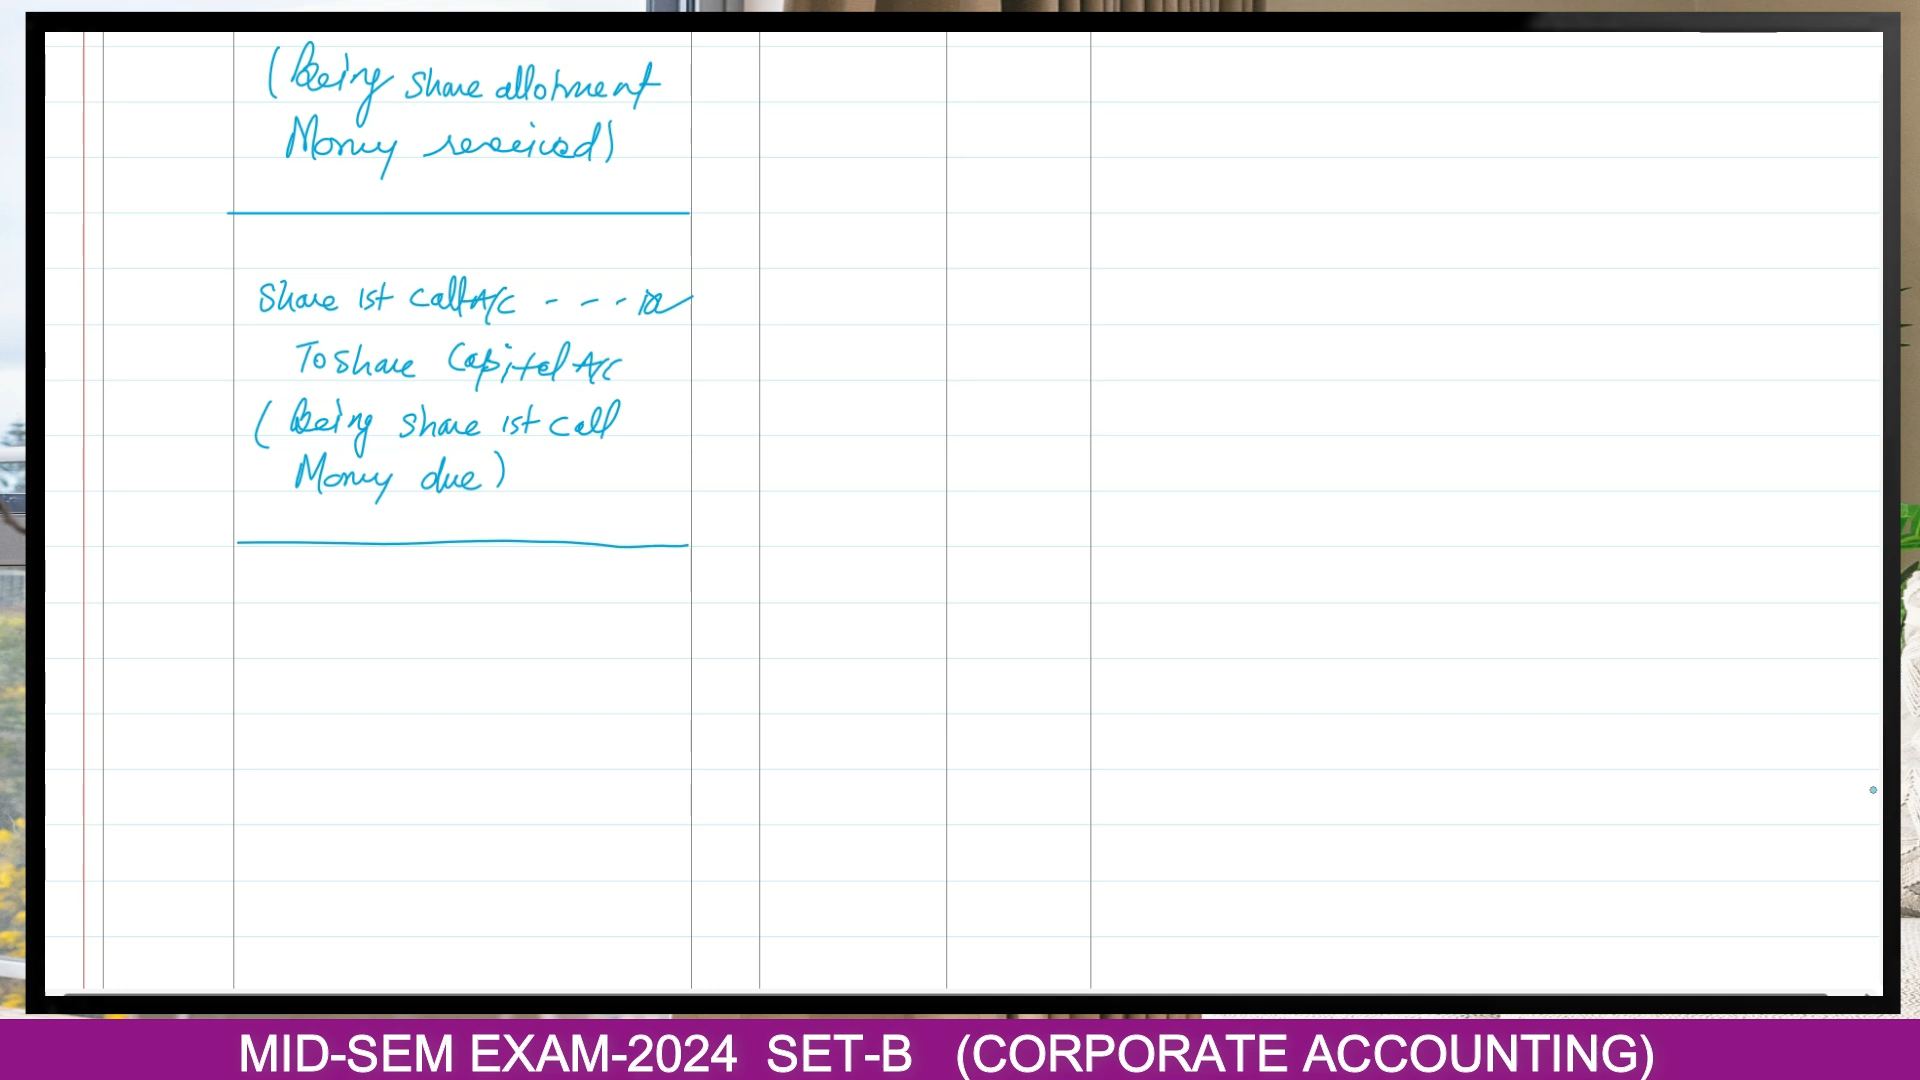 (Being share allotment
Money received)
Share 1st call A/C - - - Dr
To share Capital A/C
(Being share 1st call
Money due)
MID-SEM EXAM-2024 SET-B (CORPORATE ACCOUNTING)